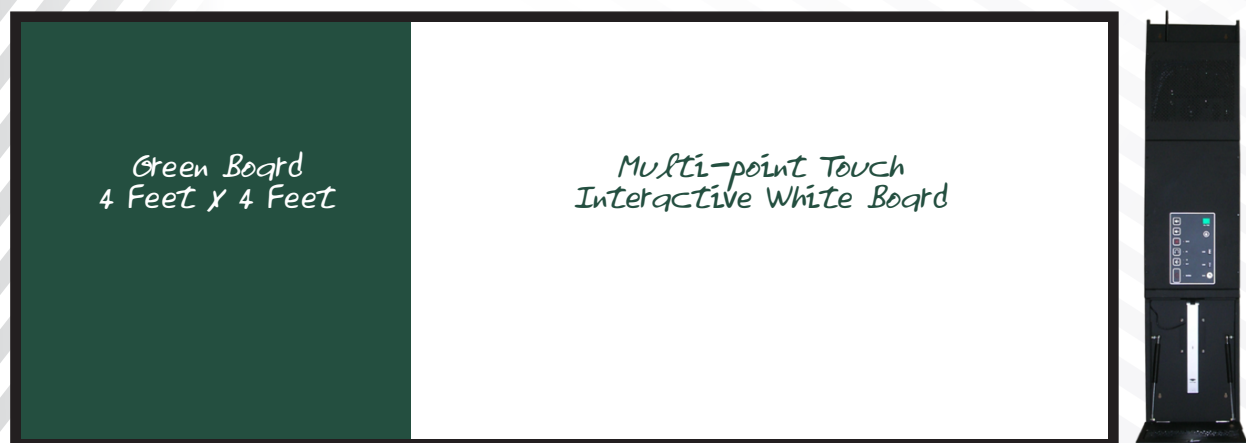 Green Board
4 Feet X 4 Feet
Multi-point Touch
Interactive White Board